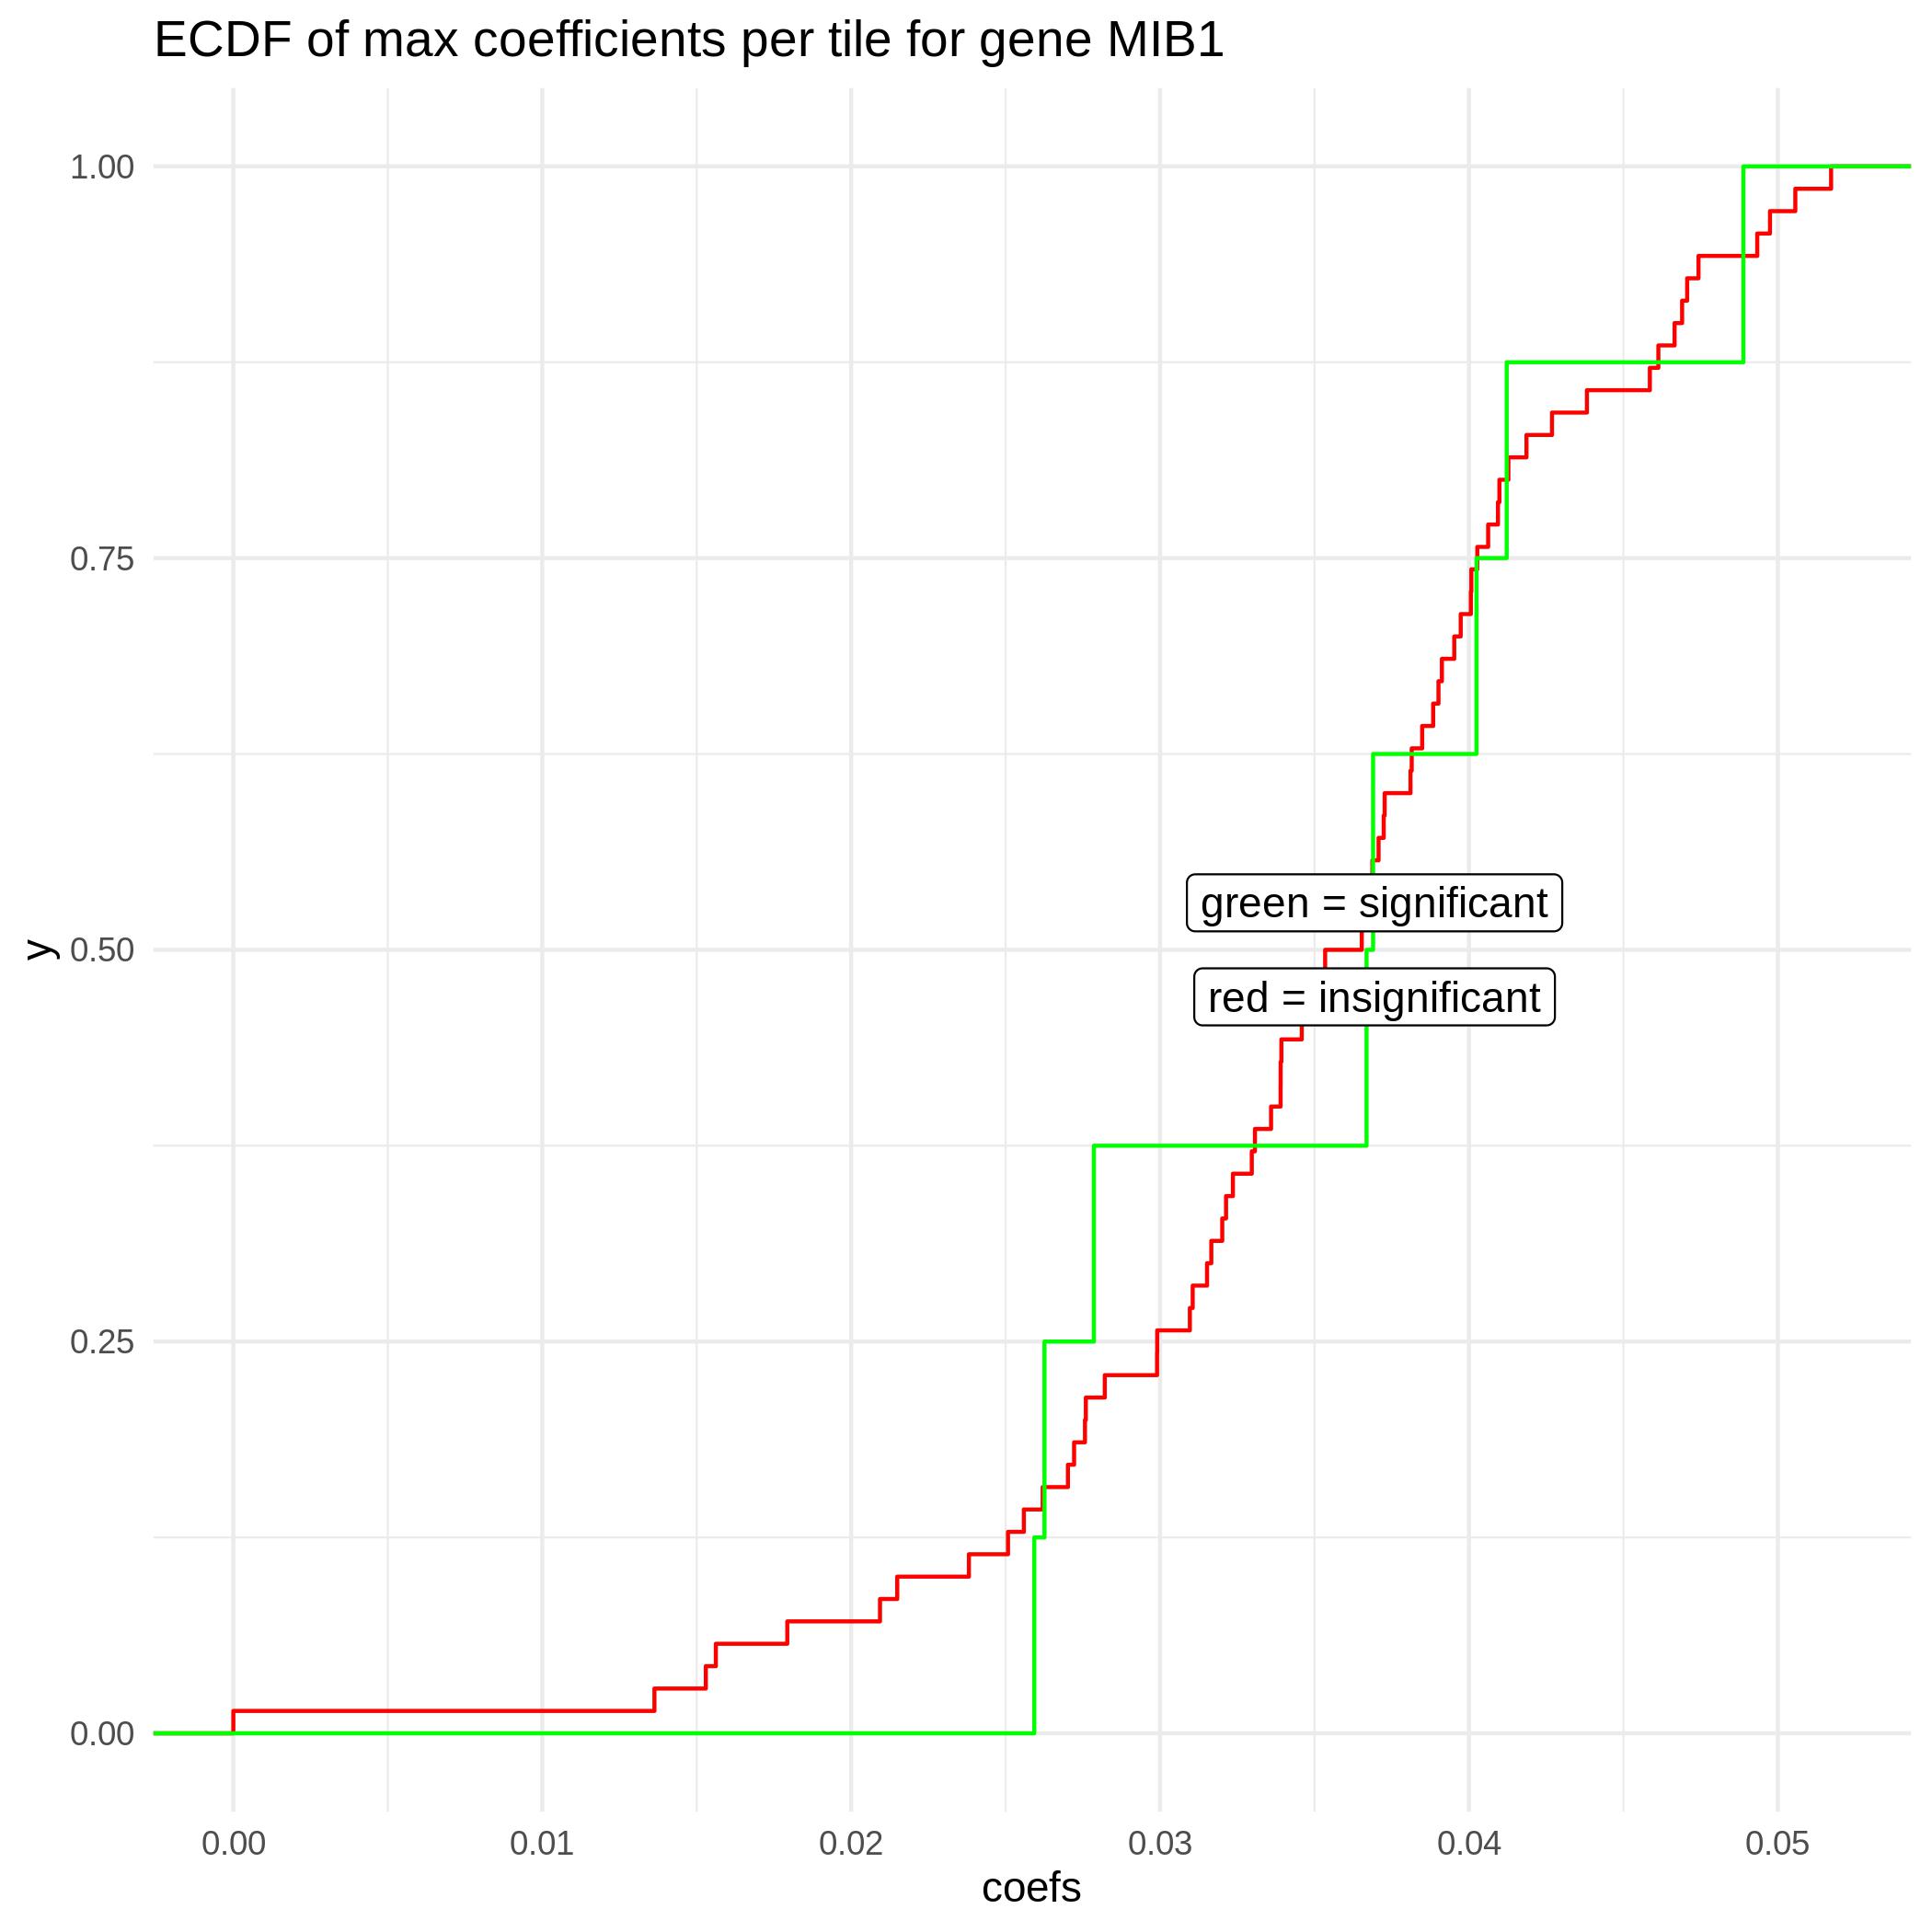 ECDF of max coefficients per tile for gene MIB1
1.00
0.75
0.50
0.25
0.00
y
green = significant
red = insignificant
0.00 0.01 0.02 0.03 0.04 0.05
coefs